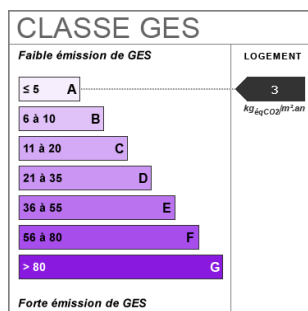 CLASSE GES
Faible émission de GES
LOGEMENT
≤ 5 A
3
kgéqCO2/m².an
6 à 10 B
11 à 20 C
21 à 35 D
36 à 55 E
56 à 80 F
> 80 G
Forte émission de GES